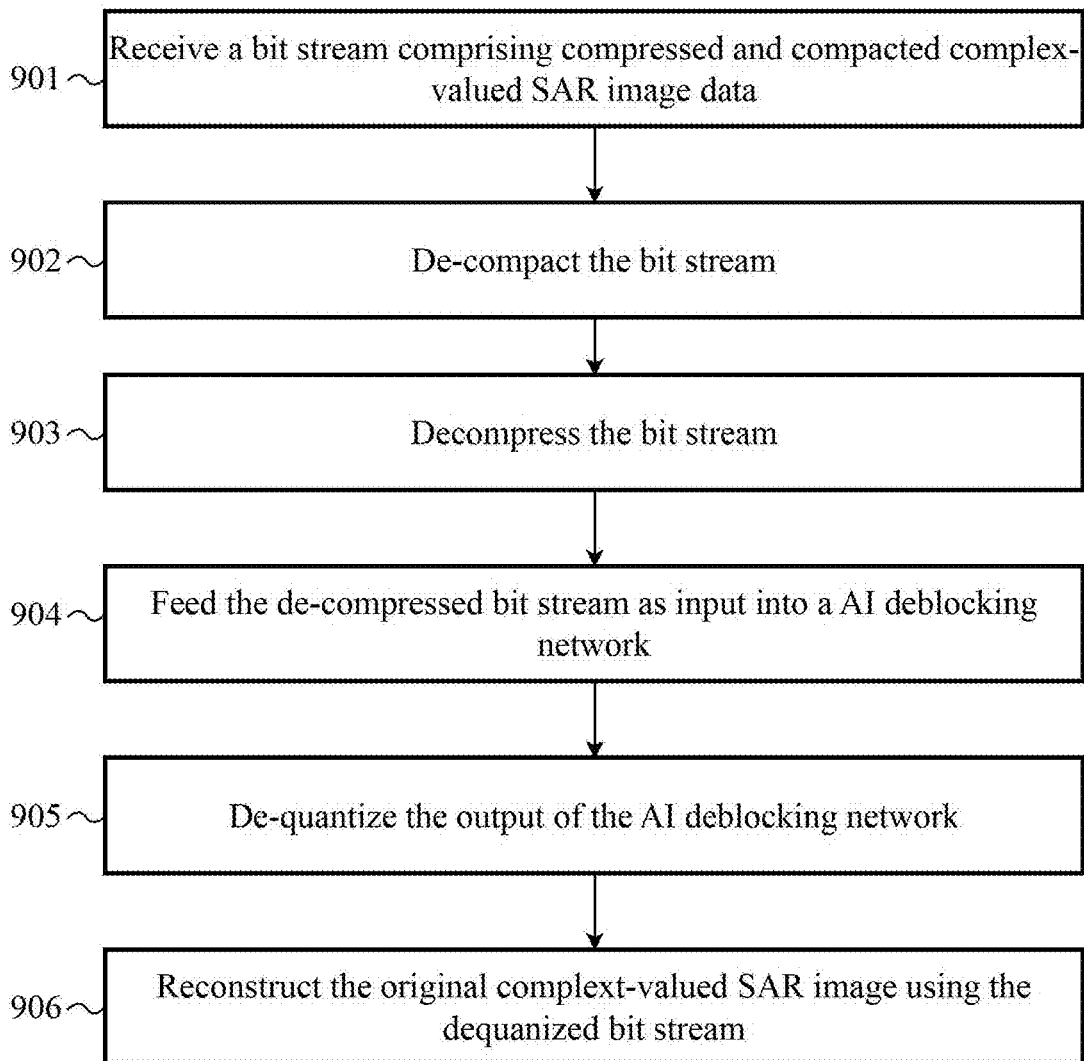 901
Receive a bit stream comprising compressed and compacted complex-
valued SAR image data
902
De-compact the bit stream
903
Decompress the bit stream
904
Feed the de-compressed bit stream as input into a AI deblocking
network
905
De-quantize the output of the AI deblocking network
906
Reconstruct the original complext-valued SAR image using the
dequanized bit stream